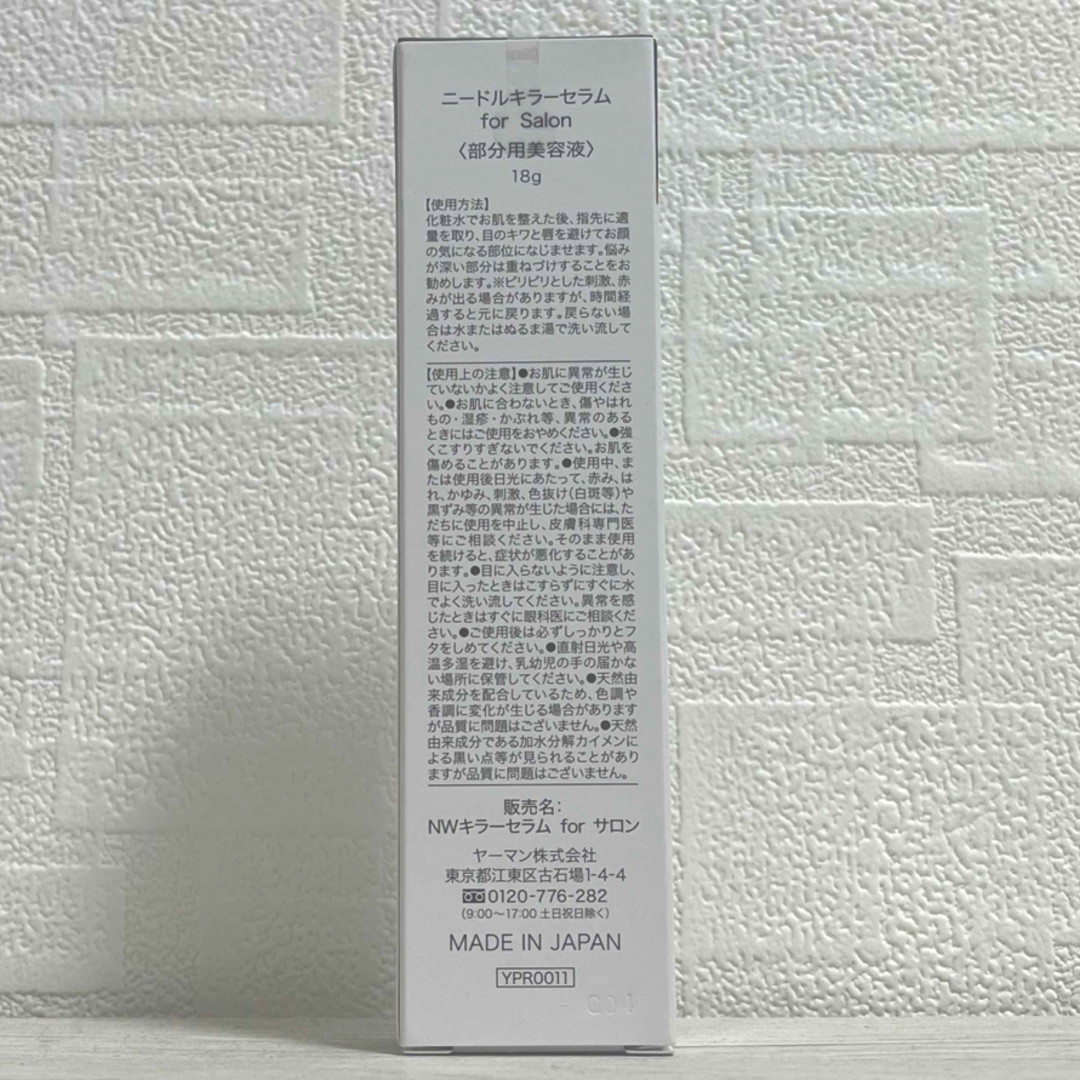 ニードルキラーセラム
for Salon
〈部分用美容液〉
18g
【使用方法】
化粧水でお肌を整えた後、指先に適
量を取り、目のキワと唇を避けてお顔
の気になる部位になじませます。悩み
が深い部分は重ねづけすることをお
勧めします。※ピリピリとした刺激、赤
みが出る場合がありますが、時間経
過すると元に戻ります。戻らない場
合は水またはぬるま湯で洗い流して
ください。
【使用上の注意】●お肌に異常が生じ
ていないかよく注意してご使用くださ
い。●お肌に合わないとき、傷やはれ
もの・湿疹・かぶれ等、異常のある
ときにはご使用をおやめください。●強
くこすりすぎないでください。お肌を
傷めることがあります。●使用中、ま
たは使用後日光にあたって、赤み、は
れ、かゆみ、刺激、色抜け(白斑等)や
黒ずみ等の異常が生じた場合には、た
だちに使用を中止し、皮膚科専門医
等にご相談ください。そのまま使用
を続けると、症状が悪化することがあ
ります。●目に入らないように注意し、
目に入ったときはこすらずにすぐに水
でよく洗い流してください。異常を感
じたときはすぐに眼科医にご相談くだ
さい。●ご使用後は必ずしっかりとフ
タをしめてください。●直射日光や高
温多湿を避け、乳幼児の手の届かな
い場所に保管してください。●天然由
来成分を配合しているため、色調や
香調に変化が生じる場合があります
が品質に問題はございません。●天然
由来成分である加水分解カイメンに
よる黒い点等が見られることがあり
ますが品質に問題はございません。
販売名:
NWキラーセラム for サロン
ヤーマン株式会社
東京都江東区古石場1-4-4
0120-776-282
(9:00〜17:00 土日祝日除く)
MADE IN JAPAN
YPR0011